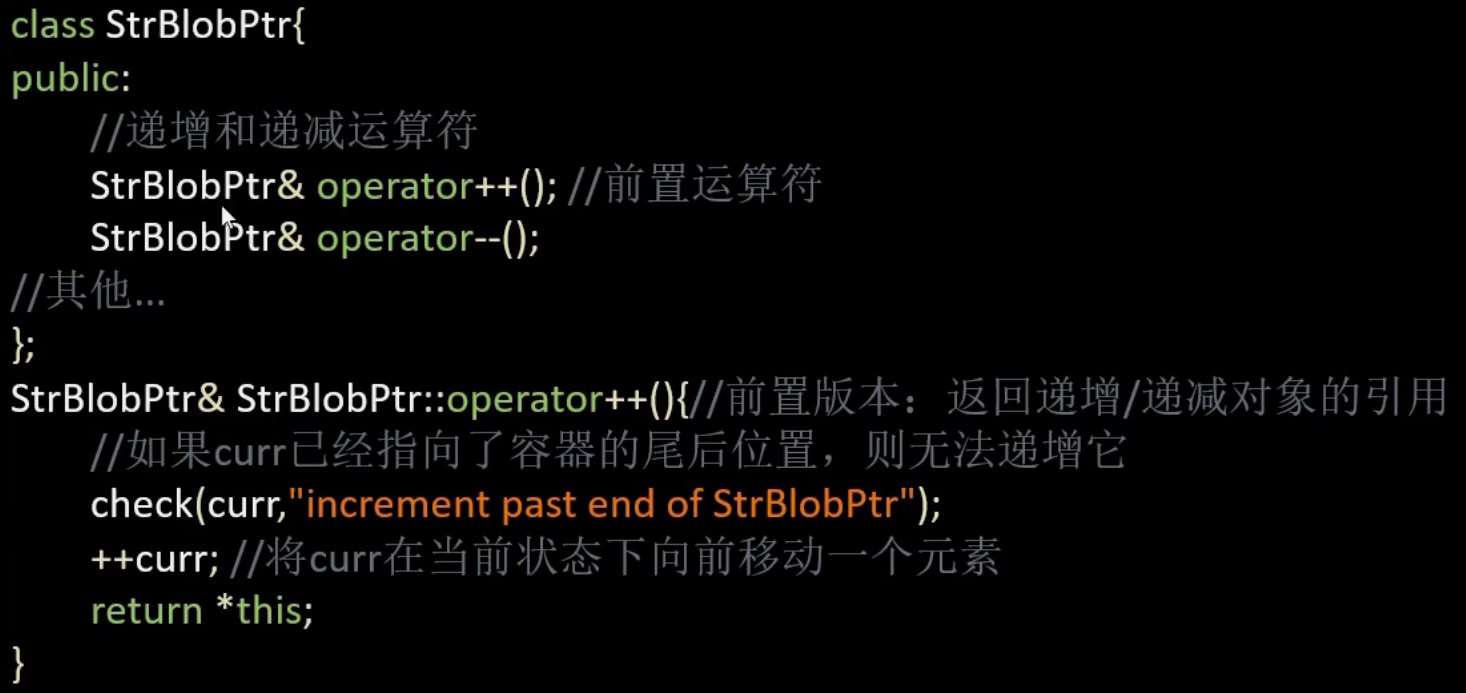 class StrBlobPtr{
public:
//递增和递减运算符
StrBlobPtr& operator++(); //前置运算符
StrBlobPtr& operator--();
//其他...
};
StrBlobPtr& StrBlobPtr::operator++(){//前置版本：返回递增/递减对象的引用
//如果curr已经指向了容器的尾后位置，则无法递增它
check(curr,"increment past end of StrBlobPtr");
++curr; //将curr在当前状态下向前移动一个元素
return *this;
}